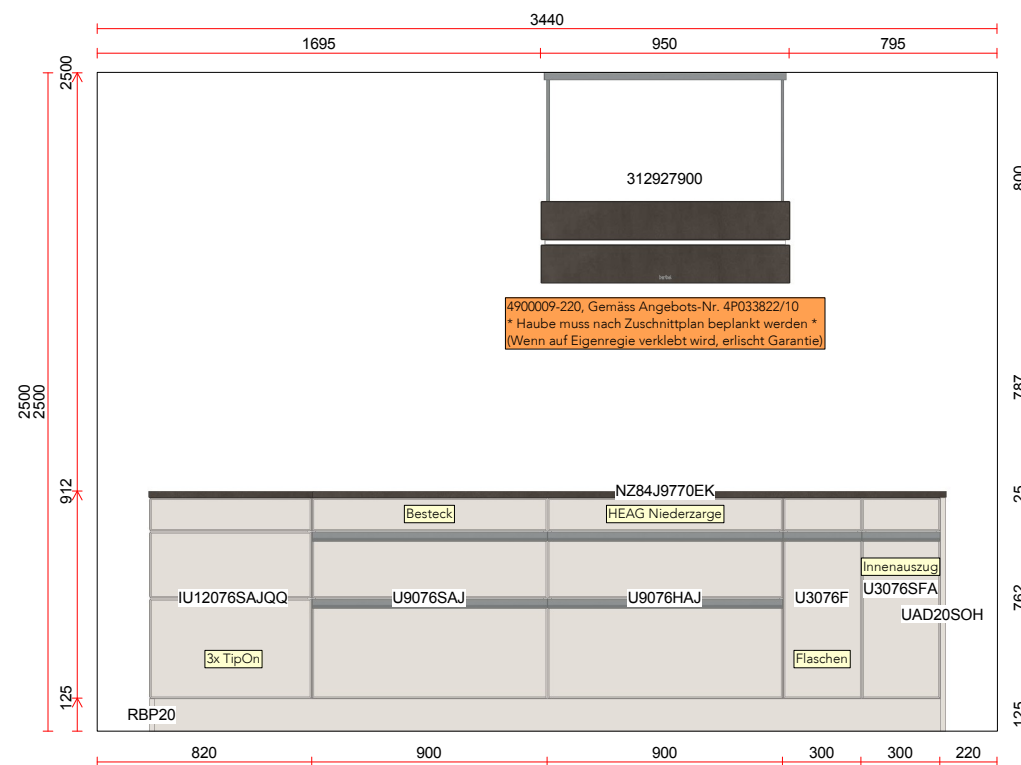 3440
1695 950 795
2500
800
312927900
4900009-220, Gemäss Angebots-Nr. 4P033822/10
* Haube muss nach Zuschnittplan beplankt werden *
(Wenn auf Eigenregie verklebt wird, erlischt Garantie)
2500
2500
787
912
NZ84J9770EK
25
Besteck
HEAG Niederzarge
Innenauszug
IU12076SAJQQ
U9076SAJ
U9076HAJ
U3076F
U3076SFA
762
UAD20SOH
3x TipOn
Flaschen
125
RBP20
125
820 900 900 300 300 220